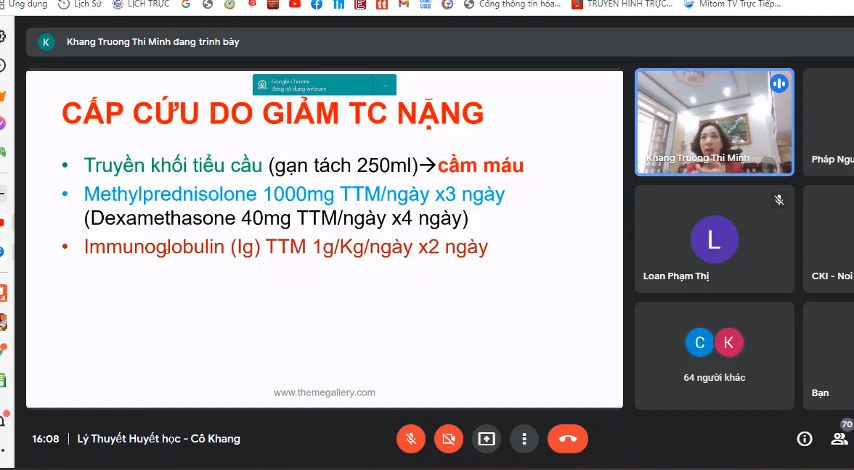 Ứng dụng
Lịch Sử
LỊCH TRỰC
Cổng thông tin hóa...
TRUYỀN HÌNH TRỰC...
Mitom TV Trực Tiếp...
K
Khang Truong Thi Minh đang trình bày
Google Chrome
đang sử dụng webcam
CẤP CỨU DO GIẢM TC NẶNG
• Truyền khối tiểu cầu (gạn tách 250ml)→cầm máu
• Methylprednisolone 1000mg TTM/ngày x3 ngày
(Dexamethasone 40mg TTM/ngày x4 ngày)
• Immunoglobulin (Ig) TTM 1g/Kg/ngày x2 ngày
www.themegallery.com
Khang Truong Thi Minh
Pháp Ngu
L
Loan Phạm Thị
CKI - Noi
C K
64 người khác
Bạn
16:08 | Lý Thuyết Huyết học - Cô Khang
70